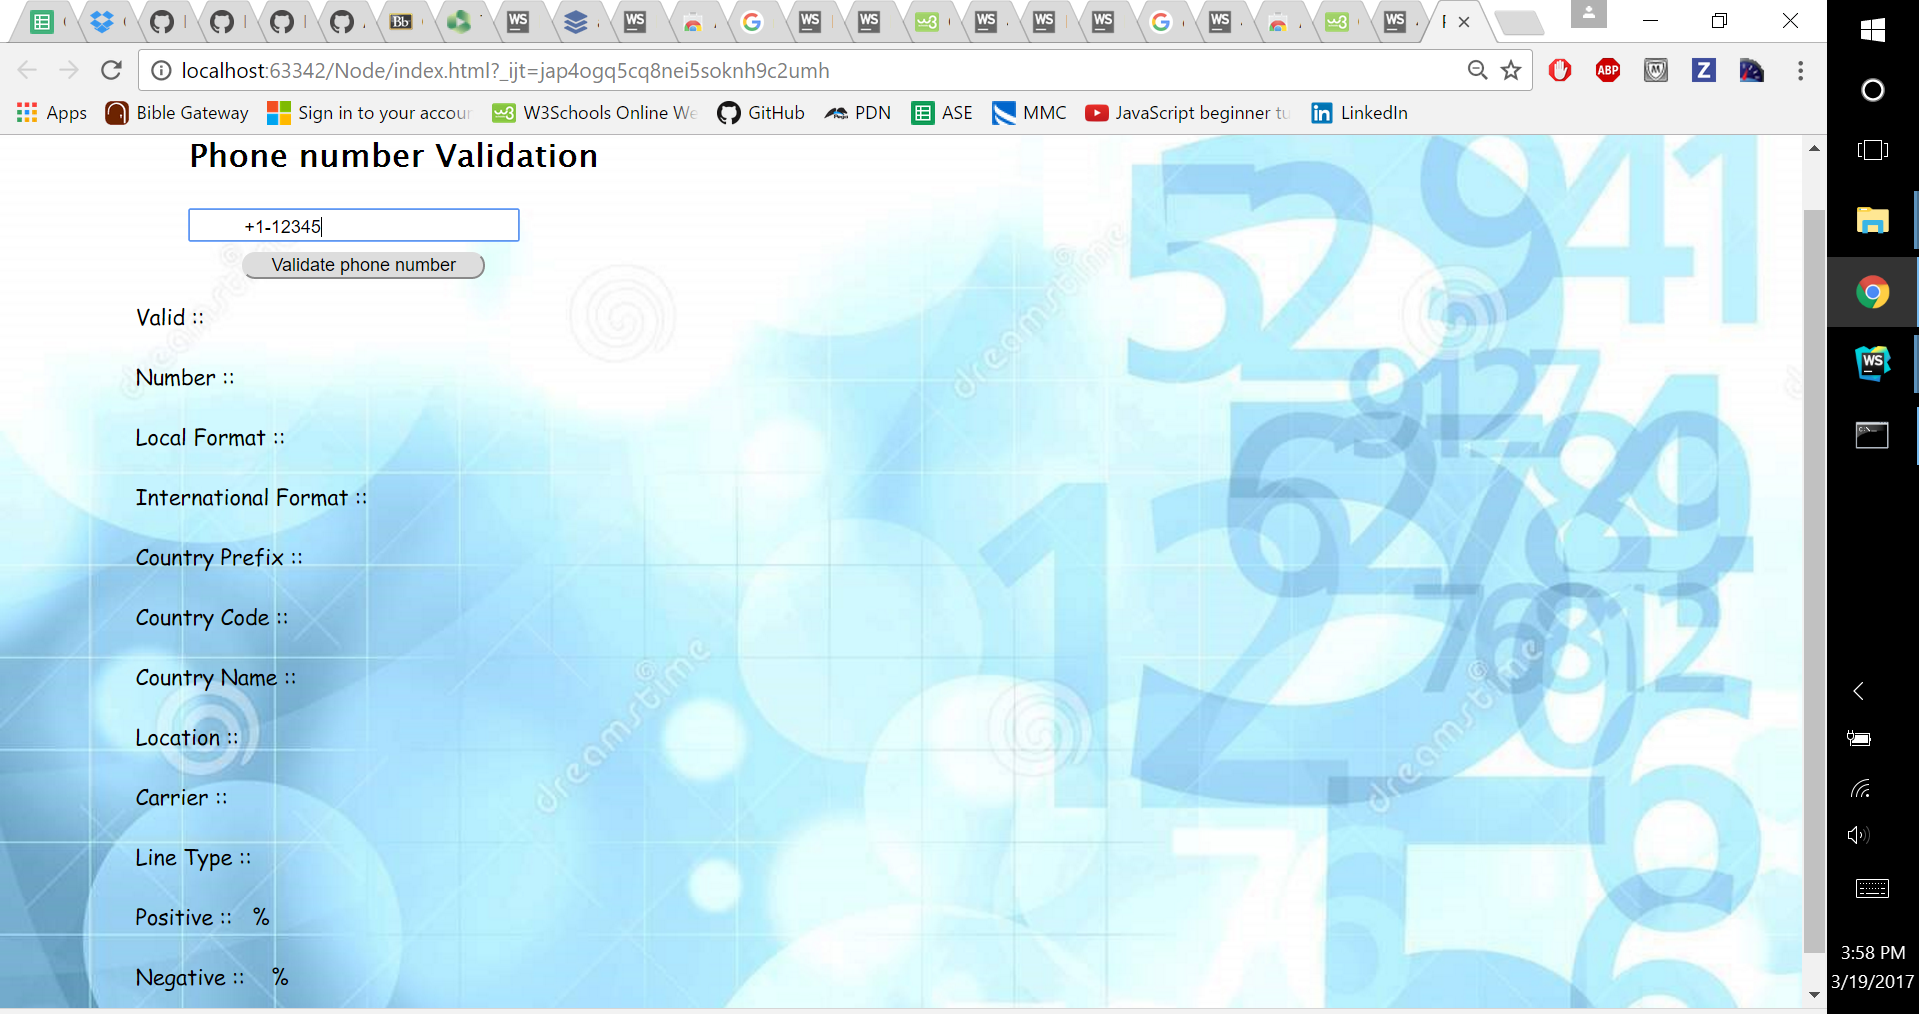 localhost:63342/Node/index.html?_ijt=jap4ogq5cq8nei5soknh9c2umh
Apps Bible Gateway Sign in to your accour W3Schools Online We GitHub PDN ASE MMC JavaScript beginner tu LinkedIn
Phone number Validation
+1-12345
Validate phone number
Valid ::
Number ::
Local Format ::
International Format ::
Country Prefix ::
Country Code ::
Country Name ::
Location ::
Carrier ::
Line Type ::
Positive :: %
Negative :: %
dreamstime
dreamstime
dreamstime
dreamstime
3:58 PM
3/19/2017